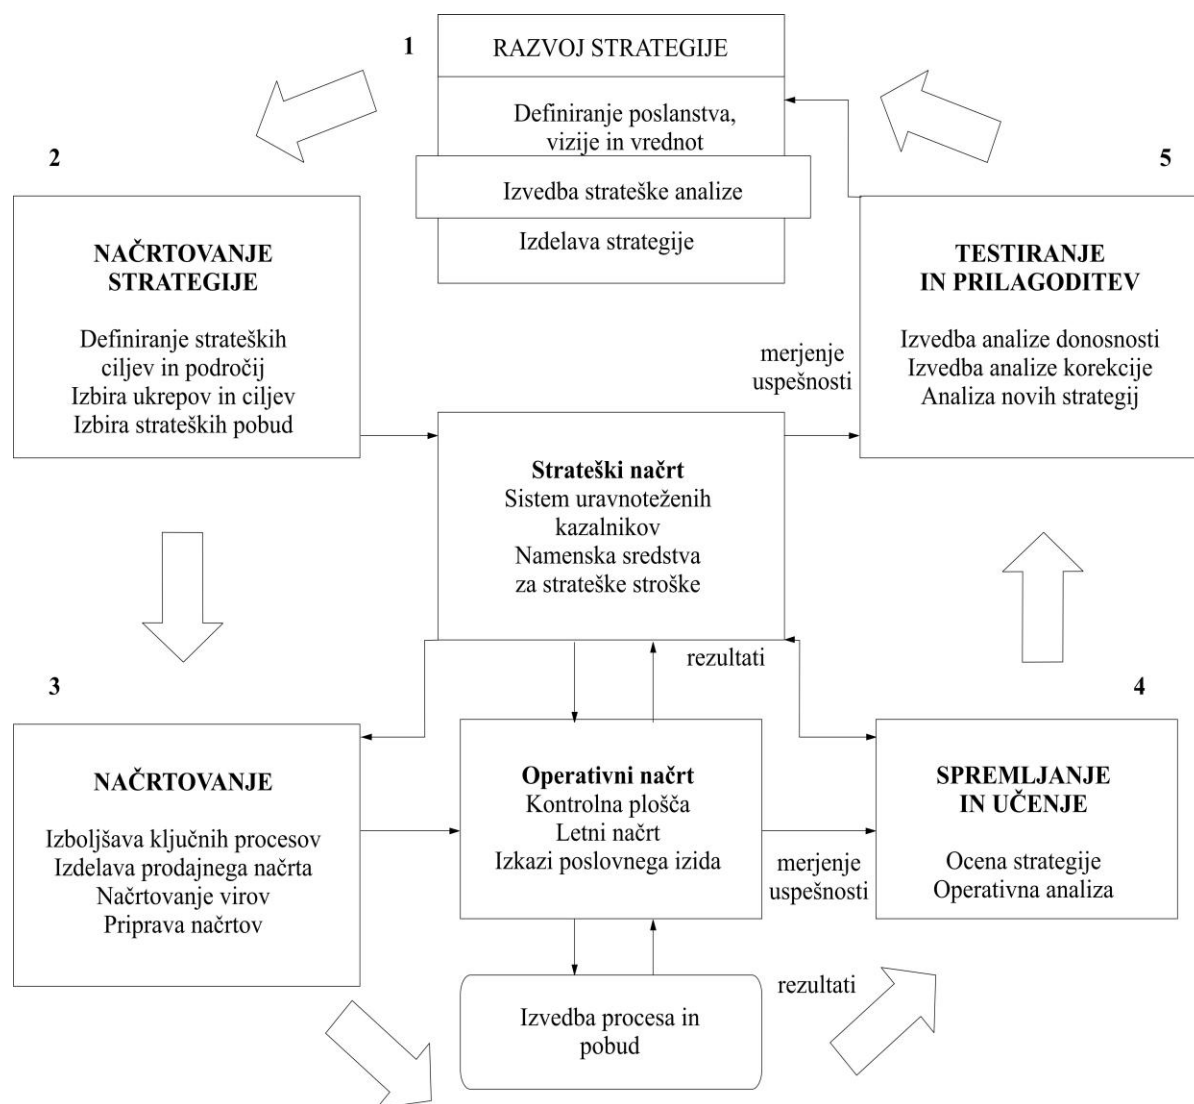 1
RAZVOJ STRATEGIJE
Definiranje poslanstva,
vizije in vrednot
Izvedba strateške analize
Izdelava strategije
2
NAČRTOVANJE
STRATEGIJE
Definiranje strateških
ciljev in področij
Izbira ukrepov in ciljev
Izbira strateških pobud
5
TESTIRANJE
IN PRILAGODITEV
Izvedba analize donosnosti
Izvedba analize korekcije
Analiza novih strategij
merjenje
uspešnosti
Strateški načrt
Sistem uravnoteženih
kazalnikov
Namenska sredstva
za strateške stroške
rezultati
3
NAČRTOVANJE
Izboljšava ključnih procesov
Izdelava prodajnega načrta
Načrtovanje virov
Priprava načrtov
Operativni načrt
Kontrolna plošča
Letni načrt
Izkazi poslovnega izida
merjenje
uspešnosti
4
SPREMLJANJE
IN UČENJE
Ocena strategije
Operativna analiza
rezultati
Izvedba procesa in
pobud